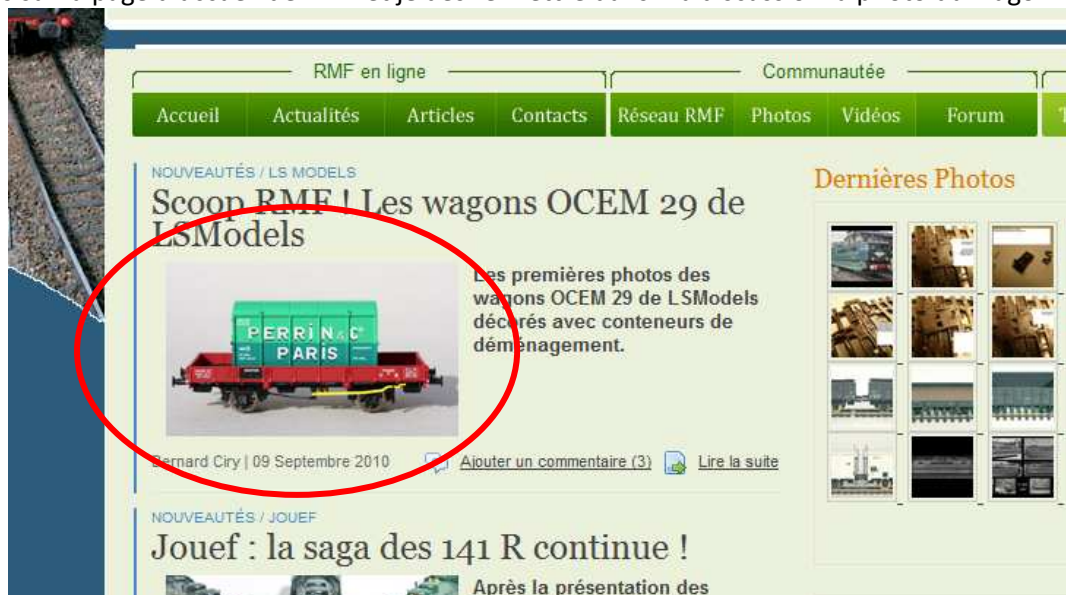 RMF en ligne
Communautée
Accueil Actualités Articles Contacts Réseau RMF Photos Vidéos Forum
NOUVEAUTÉS / LS MODELS
Scoop RMF ! Les wagons OCEM 29 de
LSModels
PERRiN & Cº
PARiS
Les premières photos des
wagons OCEM 29 de LSModels
décorés avec conteneurs de
déménagement.
Bernard Ciry | 09 Septembre 2010 Ajouter un commentaire (3) Lire la suite
NOUVEAUTÉS / JOUEF
Jouef : la saga des 141 R continue !
Après la présentation des
Dernières Photos